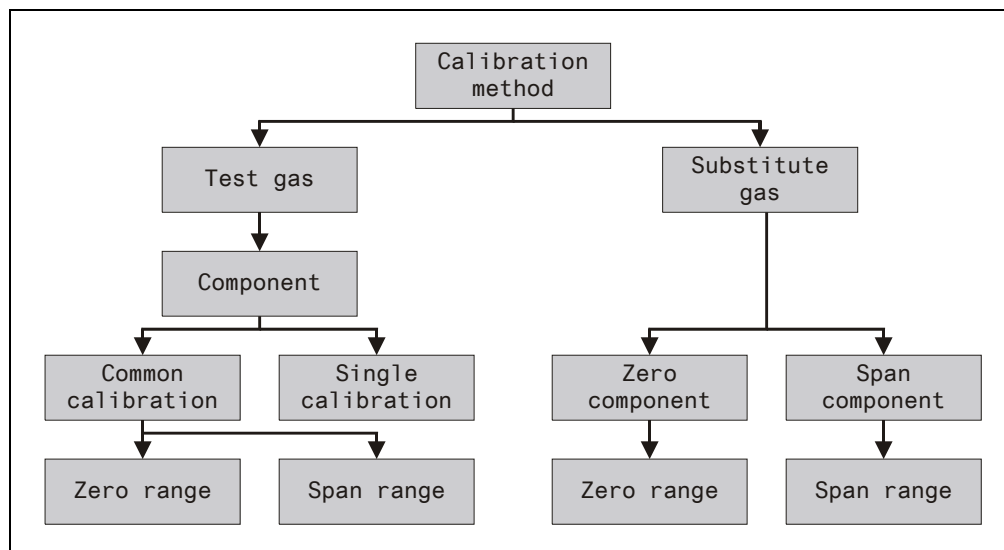 Calibration
method
Test gas
Substitute
gas
Component
Common
calibration
Single
calibration
Zero
component
Span
component
Zero range
Span range
Zero range
Span range